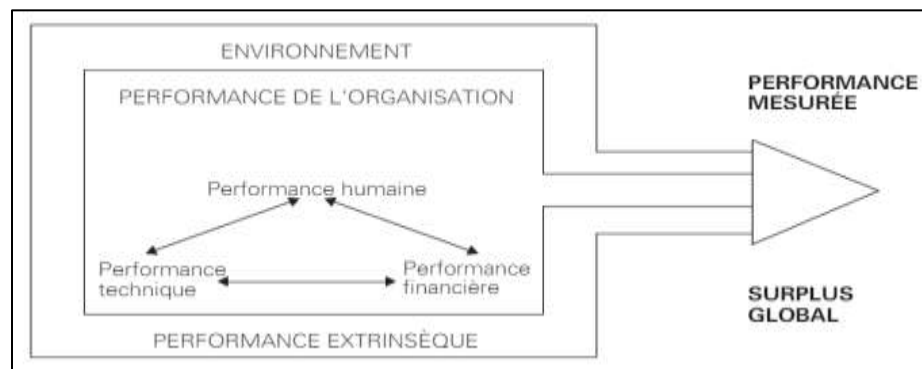 ENVIRONNEMENT
PERFORMANCE DE L'ORGANISATION
Performance humaine
Performance
technique
Performance
financière
PERFORMANCE EXTRINSÈQUE
PERFORMANCE
MESURÉE
SURPLUS
GLOBAL